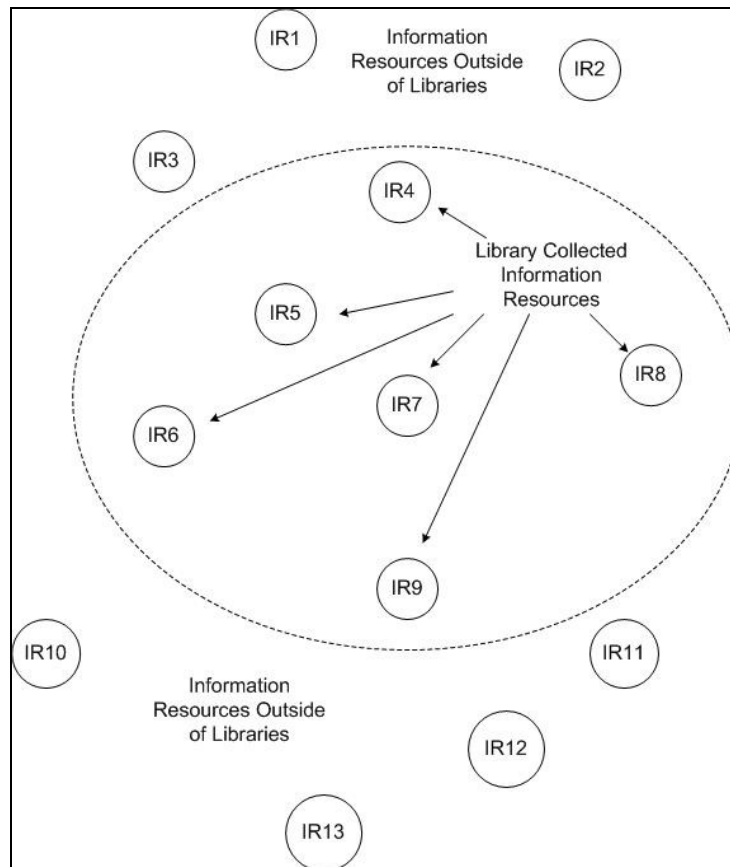 IR1
Information
Resources Outside
of Libraries
IR2
IR3
IR4
Library Collected
Information
Resources
IR5
IR8
IR7
IR6
IR9
IR10
IR11
Information
Resources Outside
of Libraries
IR12
IR13